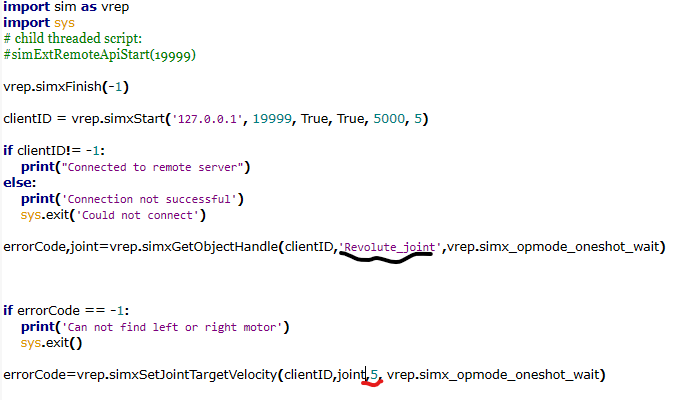 import sim as vrep
import sys
# child threaded script:
#simExtRemoteApiStart(19999)
vrep.simxFinish(-1)
clientID = vrep.simxStart('127.0.0.1', 19999, True, True, 5000, 5)
if clientID!= -1:
print("Connected to remote server")
else:
print('Connection not successful')
sys.exit('Could not connect')
errorCode,joint=vrep.simxGetObjectHandle(clientID,'Revolute_joint',vrep.simx_opmode_oneshot_wait)
if errorCode == -1:
print('Can not find left or right motor')
sys.exit()
errorCode=vrep.simxSetJointTargetVelocity(clientID,joint,5, vrep.simx_opmode_oneshot_wait)